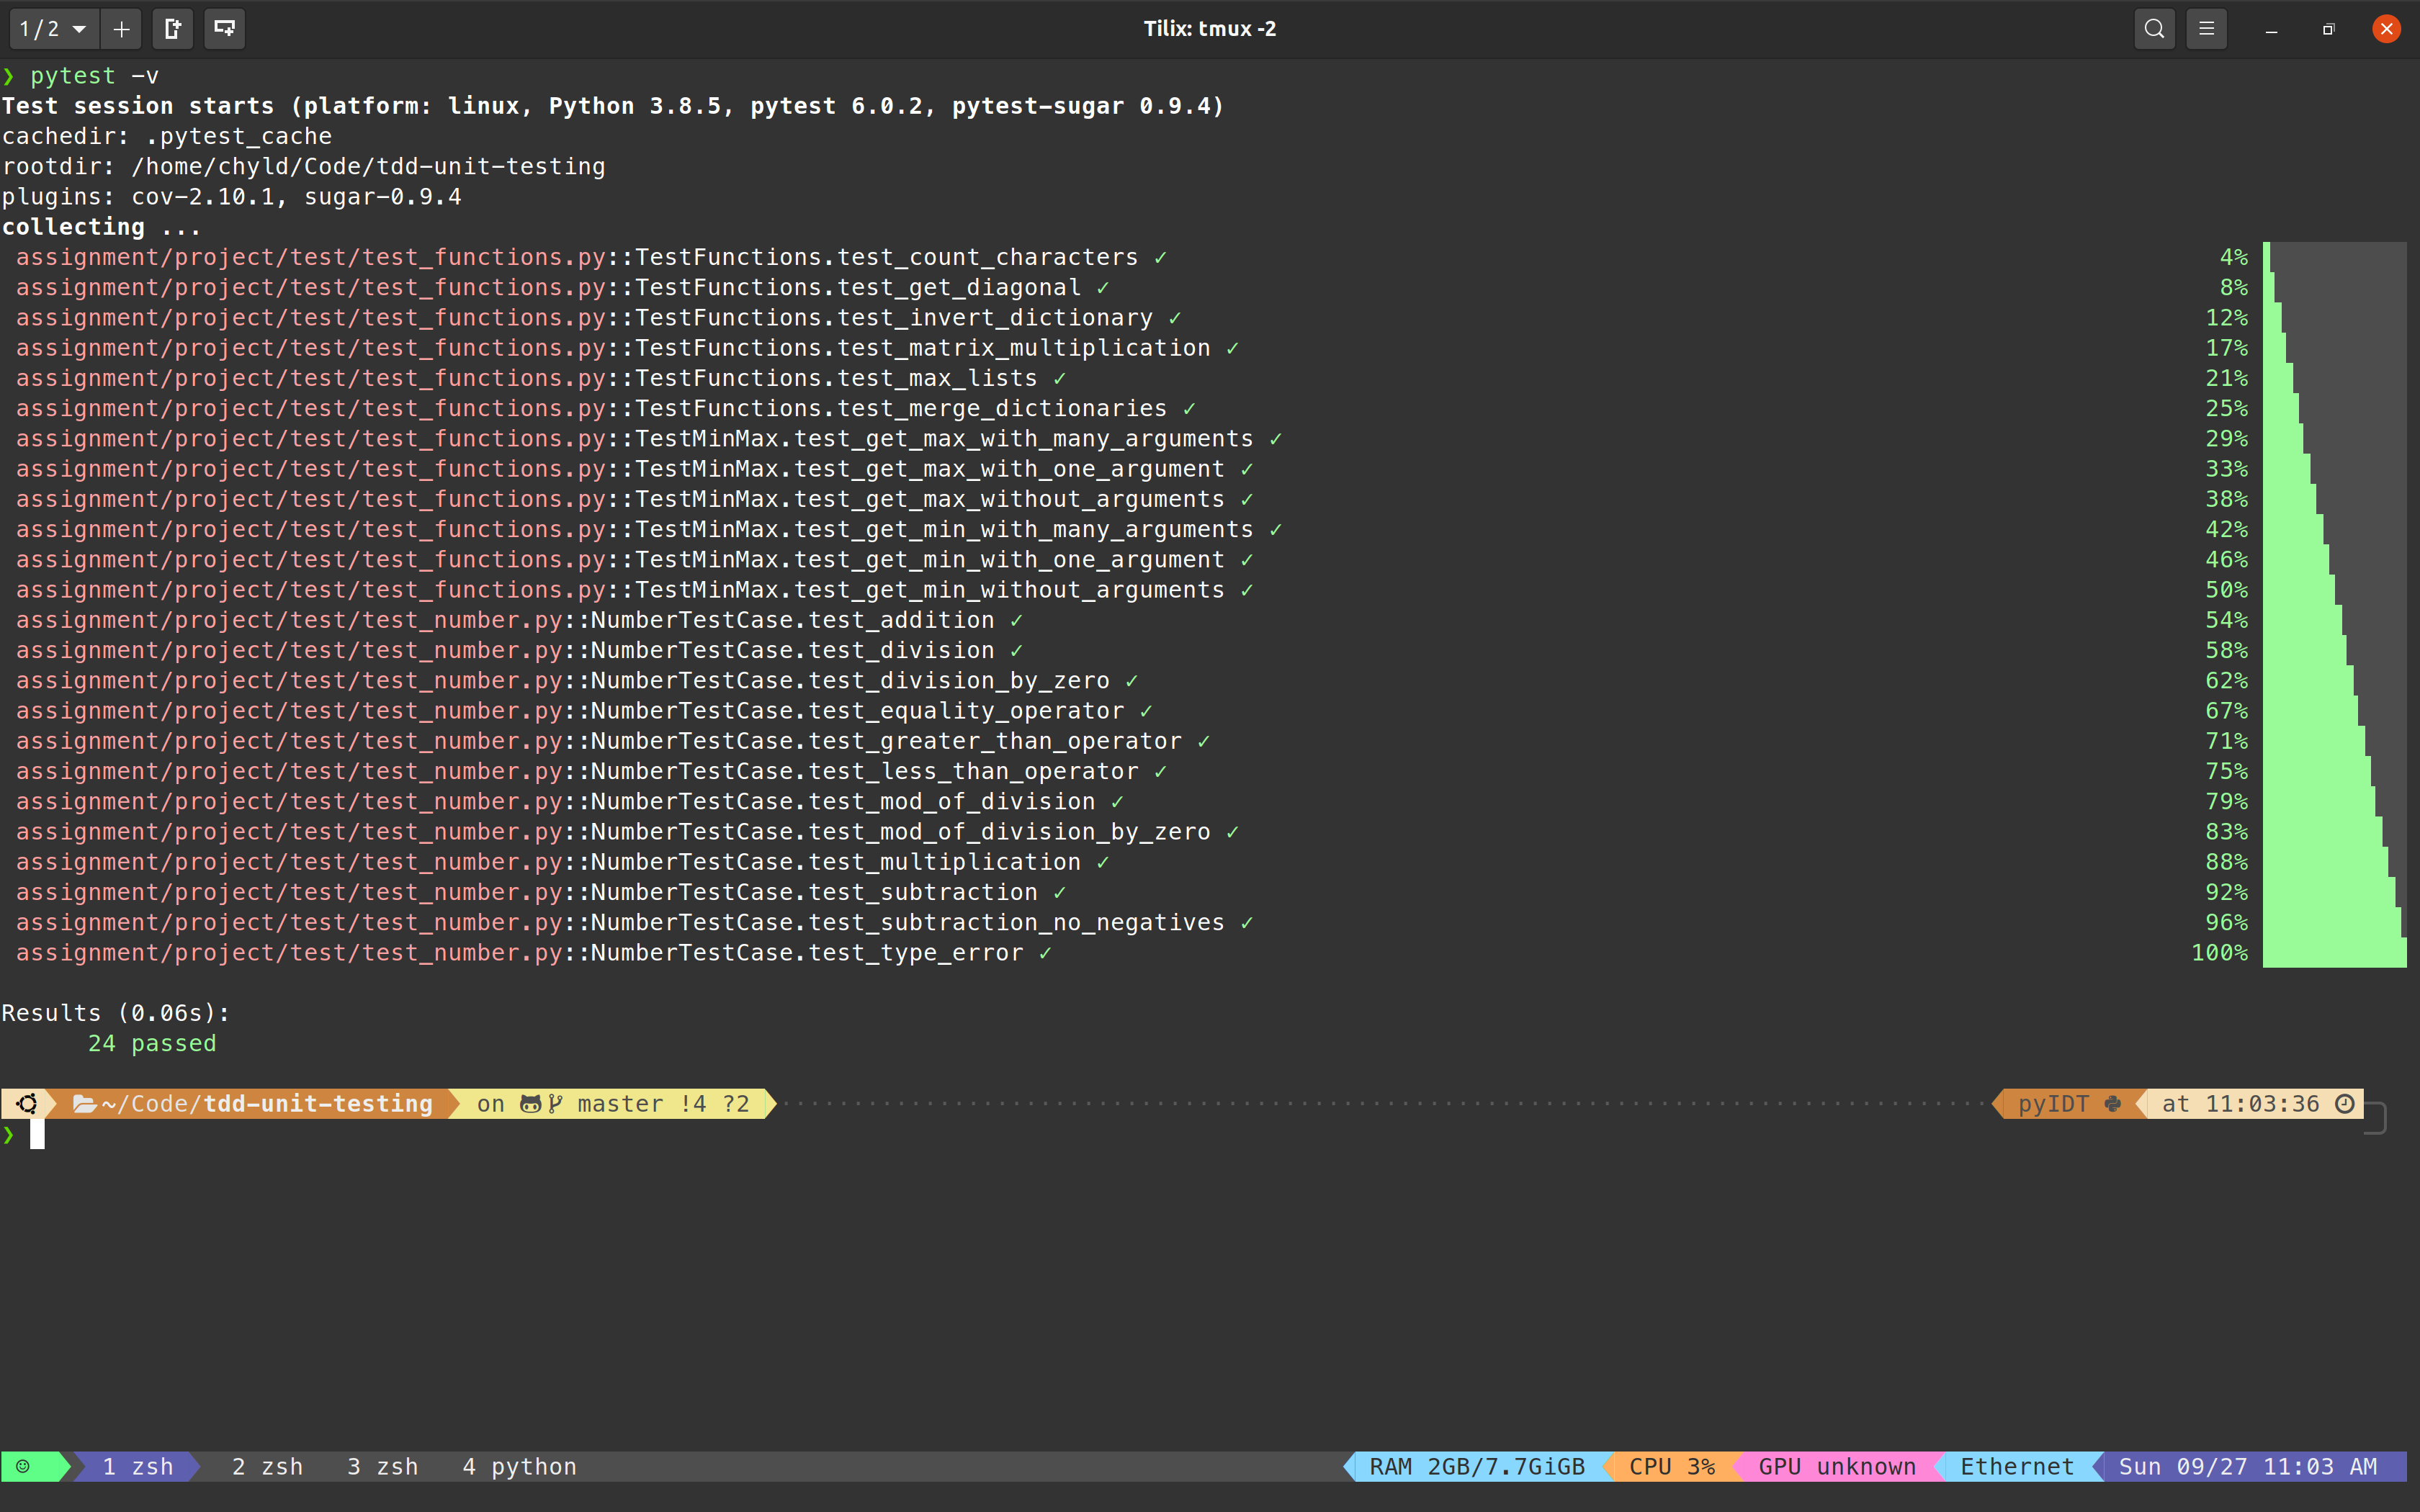 1 / 2
Tilix: tmux -2
❯ pytest -v
Test session starts (platform: linux, Python 3.8.5, pytest 6.0.2, pytest-sugar 0.9.4)
cachedir: .pytest_cache
rootdir: /home/chyld/Code/tdd-unit-testing
plugins: cov-2.10.1, sugar-0.9.4
collecting ...
assignment/project/test/test_functions.py::TestFunctions.test_count_characters ✓ 4%
assignment/project/test/test_functions.py::TestFunctions.test_get_diagonal ✓ 8%
assignment/project/test/test_functions.py::TestFunctions.test_invert_dictionary ✓ 12%
assignment/project/test/test_functions.py::TestFunctions.test_matrix_multiplication ✓ 17%
assignment/project/test/test_functions.py::TestFunctions.test_max_lists ✓ 21%
assignment/project/test/test_functions.py::TestFunctions.test_merge_dictionaries ✓ 25%
assignment/project/test/test_functions.py::TestMinMax.test_get_max_with_many_arguments ✓ 29%
assignment/project/test/test_functions.py::TestMinMax.test_get_max_with_one_argument ✓ 33%
assignment/project/test/test_functions.py::TestMinMax.test_get_max_without_arguments ✓ 38%
assignment/project/test/test_functions.py::TestMinMax.test_get_min_with_many_arguments ✓ 42%
assignment/project/test/test_functions.py::TestMinMax.test_get_min_with_one_argument ✓ 46%
assignment/project/test/test_functions.py::TestMinMax.test_get_min_without_arguments ✓ 50%
assignment/project/test/test_number.py::NumberTestCase.test_addition ✓ 54%
assignment/project/test/test_number.py::NumberTestCase.test_division ✓ 58%
assignment/project/test/test_number.py::NumberTestCase.test_division_by_zero ✓ 62%
assignment/project/test/test_number.py::NumberTestCase.test_equality_operator ✓ 67%
assignment/project/test/test_number.py::NumberTestCase.test_greater_than_operator ✓ 71%
assignment/project/test/test_number.py::NumberTestCase.test_less_than_operator ✓ 75%
assignment/project/test/test_number.py::NumberTestCase.test_mod_of_division ✓ 79%
assignment/project/test/test_number.py::NumberTestCase.test_mod_of_division_by_zero ✓ 83%
assignment/project/test/test_number.py::NumberTestCase.test_multiplication ✓ 88%
assignment/project/test/test_number.py::NumberTestCase.test_subtraction ✓ 92%
assignment/project/test/test_number.py::NumberTestCase.test_subtraction_no_negatives ✓ 96%
assignment/project/test/test_number.py::NumberTestCase.test_type_error ✓ 100%
Results (0.06s):
24 passed
~/Code/tdd-unit-testing on master !4 ?2 pyIDT at 11:03:36
❯
☺ 1 zsh 2 zsh 3 zsh 4 python RAM 2GB/7.7GiGB CPU 3% GPU unknown Ethernet Sun 09/27 11:03 AM